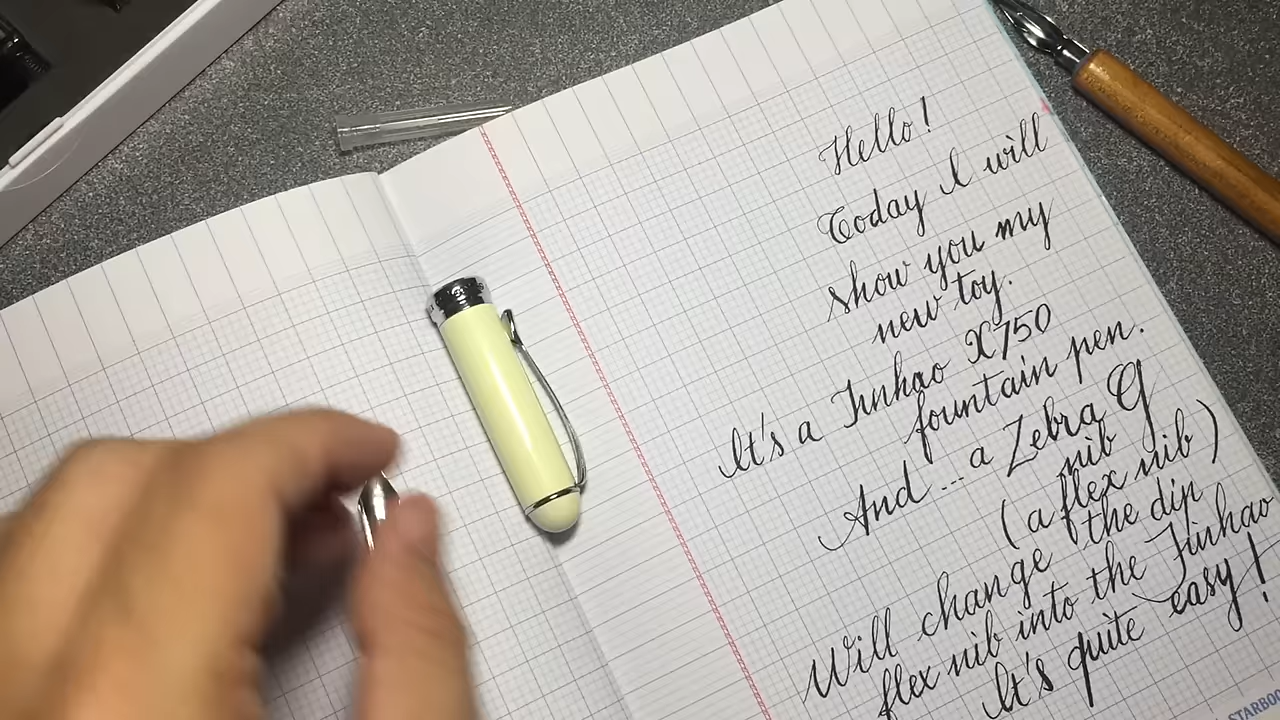 Hello!
Today I will
show you my
new toy.
It's a Jinhao X750
fountain pen.
And ... a Zebra G
nib
(a flex nib)
Will change the dip
flex nib into the Jinhao
It's quite easy!
STARBOO